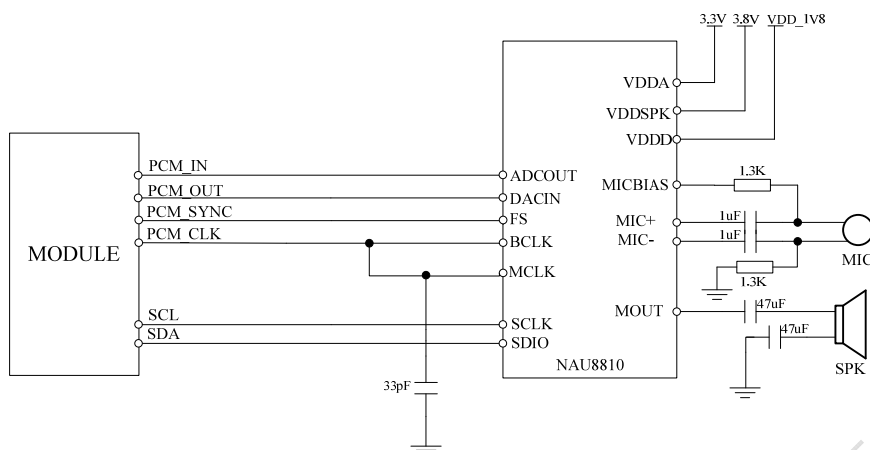 3.3V 3.8V VDD_1V8
VDDA
VDDSPK
VDDD
PCM_IN
ADCOUT
MICBIAS
1.3K
PCM_OUT
DACIN
PCM_SYNC
FS
MIC+
1uF
PCM_CLK
BCLK
MIC-
1uF
MODULE
MIC
MCLK
1.3K
SCL
SCLK
MOUT
47uF
SDA
SDIO
47uF
NAU8810
SPK
33pF